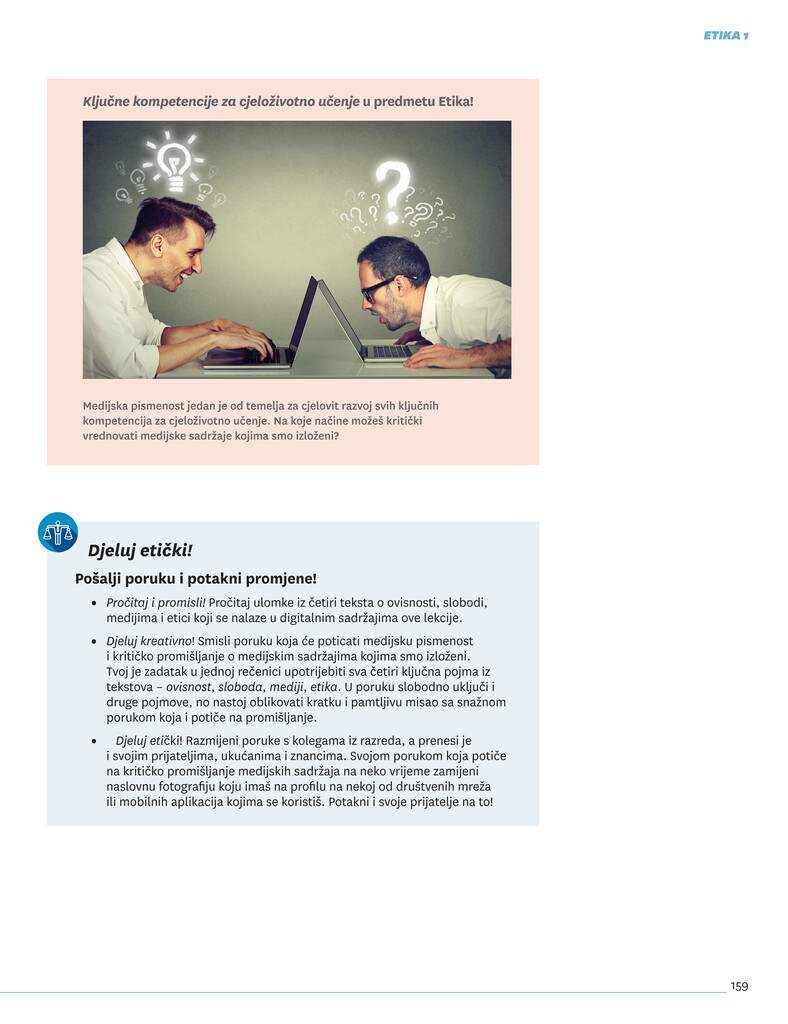 ETIKA 1
Ključne kompetencije za cjeloživotno učenje u predmetu Etika!
Medijska pismenost jedan je od temelja za cjelovit razvoj svih ključnih
kompetencija za cjeloživotno učenje. Na koje načine možeš kritički
vrednovati medijske sadržaje kojima smo izloženi?
Djeluj etički!
Pošalji poruku i potakni promjene!
• Pročitaj i promisli! Pročitaj ulomke iz četiri teksta o ovisnosti, slobodi,
medijima i etici koji se nalaze u digitalnim sadržajima ove lekcije.
• Djeluj kreativno! Smisli poruku koja će poticati medijsku pismenost
i kritičko promišljanje o medijskim sadržajima kojima smo izloženi.
Tvoj je zadatak u jednoj rečenici upotrijebiti sva četiri ključna pojma iz
tekstova – ovisnost, sloboda, mediji, etika. U poruku slobodno uključi i
druge pojmove, no nastoj oblikovati kratku i pamtljivu misao sa snažnom
porukom koja i potiče na promišljanje.
• Djeluj etički! Razmijeni poruke s kolegama iz razreda, a prenesi je
i svojim prijateljima, ukućanima i znancima. Svojom porukom koja potiče
na kritičko promišljanje medijskih sadržaja na neko vrijeme zamijeni
naslovnu fotografiju koju imaš na profilu na nekoj od društvenih mreža
ili mobilnih aplikacija kojima se koristiš. Potakni i svoje prijatelje na to!
159